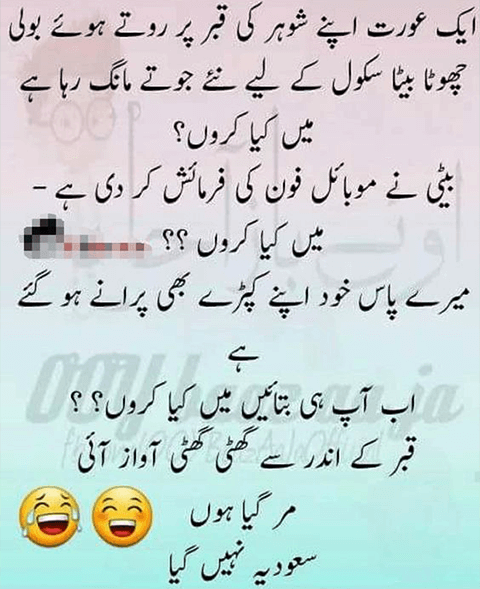 ایک عورت اپنے شوہر کی قبر پر روتے ہوئے بولی
چھوٹا بیٹا سکول کے لیے نئے جوتے مانگ رہا ہے
میں کیا کروں؟
بیٹی نے موبائل فون کی فرمائش کر دی ہے -
میں کیا کروں ؟؟
میرے پاس خود اپنے کپڑے بھی پرانے ہو گئے
ہے
اب آپ ہی بتائیں میں کیا کروں؟ ؟
قبر کے اندر سے گھٹی گھٹی آواز آئی
مر گیا ہوں
سعودیہ نہیں گیا